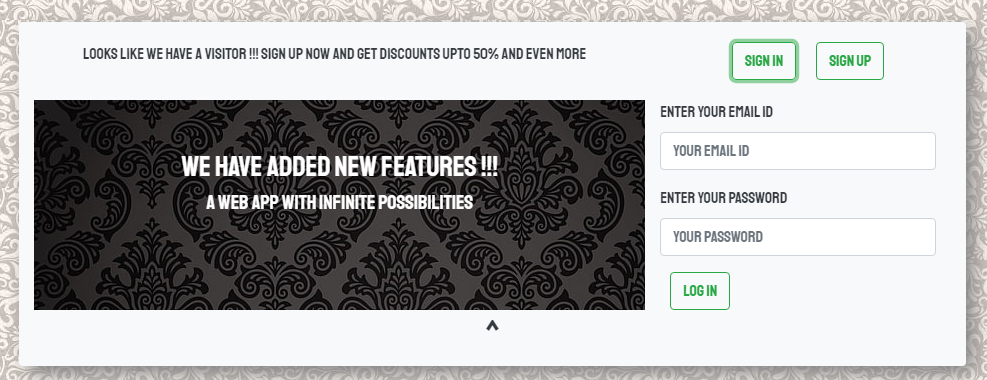 LOOKS LIKE WE HAVE A VISITOR !!! SIGN UP NOW AND GET DISCOUNTS UPTO 50% AND EVEN MORE
SIGN IN
SIGN UP
WE HAVE ADDED NEW FEATURES !!!
A WEB APP WITH INFINITE POSSIBILITIES
ENTER YOUR EMAIL ID
YOUR EMAIL ID
ENTER YOUR PASSWORD
YOUR PASSWORD
LOG IN